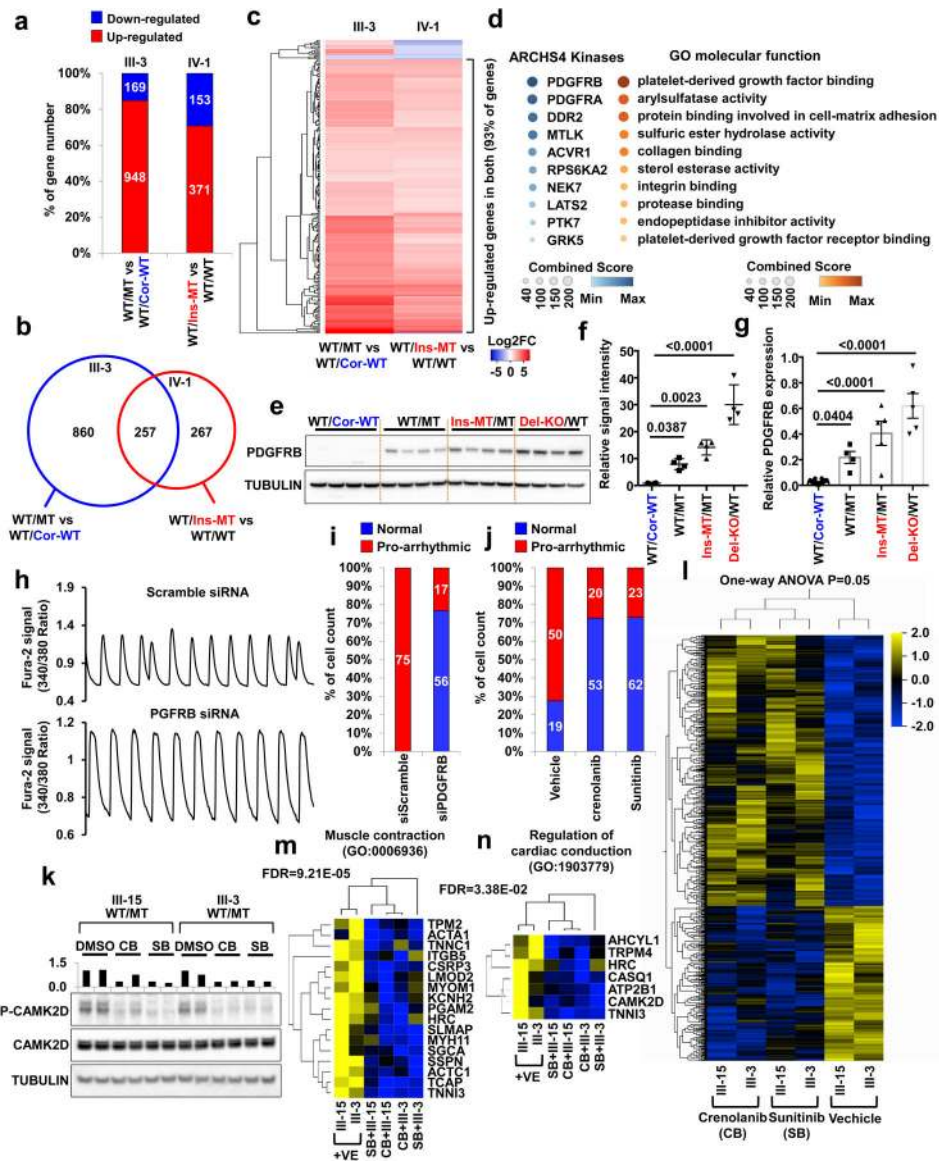 a
Down-regulated
Up-regulated
III-3
IV-1
100%
80%
60%
40%
20%
0%
% of gene number
169
948
153
371
WT/MT vs
WT/Cor-WT
WT/Ins-MT vs
WT/WT
b
III-3
IV-1
860
257
267
WT/MT vs
WT/Cor-WT
WT/Ins-MT vs
WT/WT
c
III-3
IV-1
Up-regulated genes in both (93% of genes)
WT/MT vs
WT/Cor-WT
WT/Ins-MT vs
WT/WT
Log2FC
-5 0 5
d
ARCHS4 Kinases
GO molecular function
PDGFRB
platelet-derived growth factor binding
PDGFRA
arylsulfatase activity
DDR2
protein binding involved in cell-matrix adhesion
MTLK
sulfuric ester hydrolase activity
ACVR1
collagen binding
RPS6KA2
sterol esterase activity
NEK7
integrin binding
LATS2
protease binding
PTK7
endopeptidase inhibitor activity
GRK5
platelet-derived growth factor receptor binding
Combined Score
40
100
150
200
Min Max
Combined Score
40
100
150
200
Min Max
e
WT/Cor-WT
WT/MT
Ins-MT/MT
Del-KO/WT
PDGFRB
TUBULIN
f
Relative signal intensity
50
40
30
20
10
0
<0.0001
0.0023
0.0387
WT/Cor-WT
WT/MT
Ins-MT/MT
Del-KO/WT
g
Relative PDGFRB expression
1.0
0.8
0.6
0.4
0.2
0.0
<0.0001
<0.0001
0.0404
WT/Cor-WT
WT/MT
Ins-MT/MT
Del-KO/WT
h
Scramble siRNA
Fura-2 signal
(340/380 Ratio)
1.9
1.4
0.9
0.4
PGFRB siRNA
Fura-2 signal
(340/380 Ratio)
1.2
1
0.8
0.6
i
Normal
Pro-arrhythmic
% of cell count
100%
90%
80%
70%
60%
50%
40%
30%
20%
10%
0%
75
17
56
siScramble
siPDGFRB
j
Normal
Pro-arrhythmic
% of cell count
100%
90%
80%
70%
60%
50%
40%
30%
20%
10%
0%
50
19
20
53
23
62
Vehicle
crenolanib
Sunitinib
k
III-15
WT/MT
III-3
WT/MT
DMSO CB SB DMSO CB SB
1.5
0.0
P-CAMK2D
CAMK2D
TUBULIN
l
One-way ANOVA P=0.05
2.0
1.0
0.0
-1.0
-2.0
III-15
III-3
III-15
III-3
III-15
III-3
Crenolanib
(CB)
Sunitinib
(SB)
Vechicle
m
Muscle contraction
(GO:0006936)
FDR=9.21E-05
TPM2
ACTA1
TNNC1
ITGB5
CSRP3
LMOD2
MYOM1
KCNH2
PGAM2
HRC
SLMAP
MYH11
SGCA
SSPN
ACTC1
TCAP
TNNI3
III-15
III-3
SB+III-15
CB+III-15
CB+III-3
SB+III-3
+VE
n
Regulation of
cardiac conduction
(GO:1903779)
FDR=3.38E-02
AHCYL1
TRPM4
HRC
CASQ1
ATP2B1
CAMK2D
TNNI3
III-15
III-3
SB+III-15
CB+III-15
CB+III-3
SB+III-3
+VE